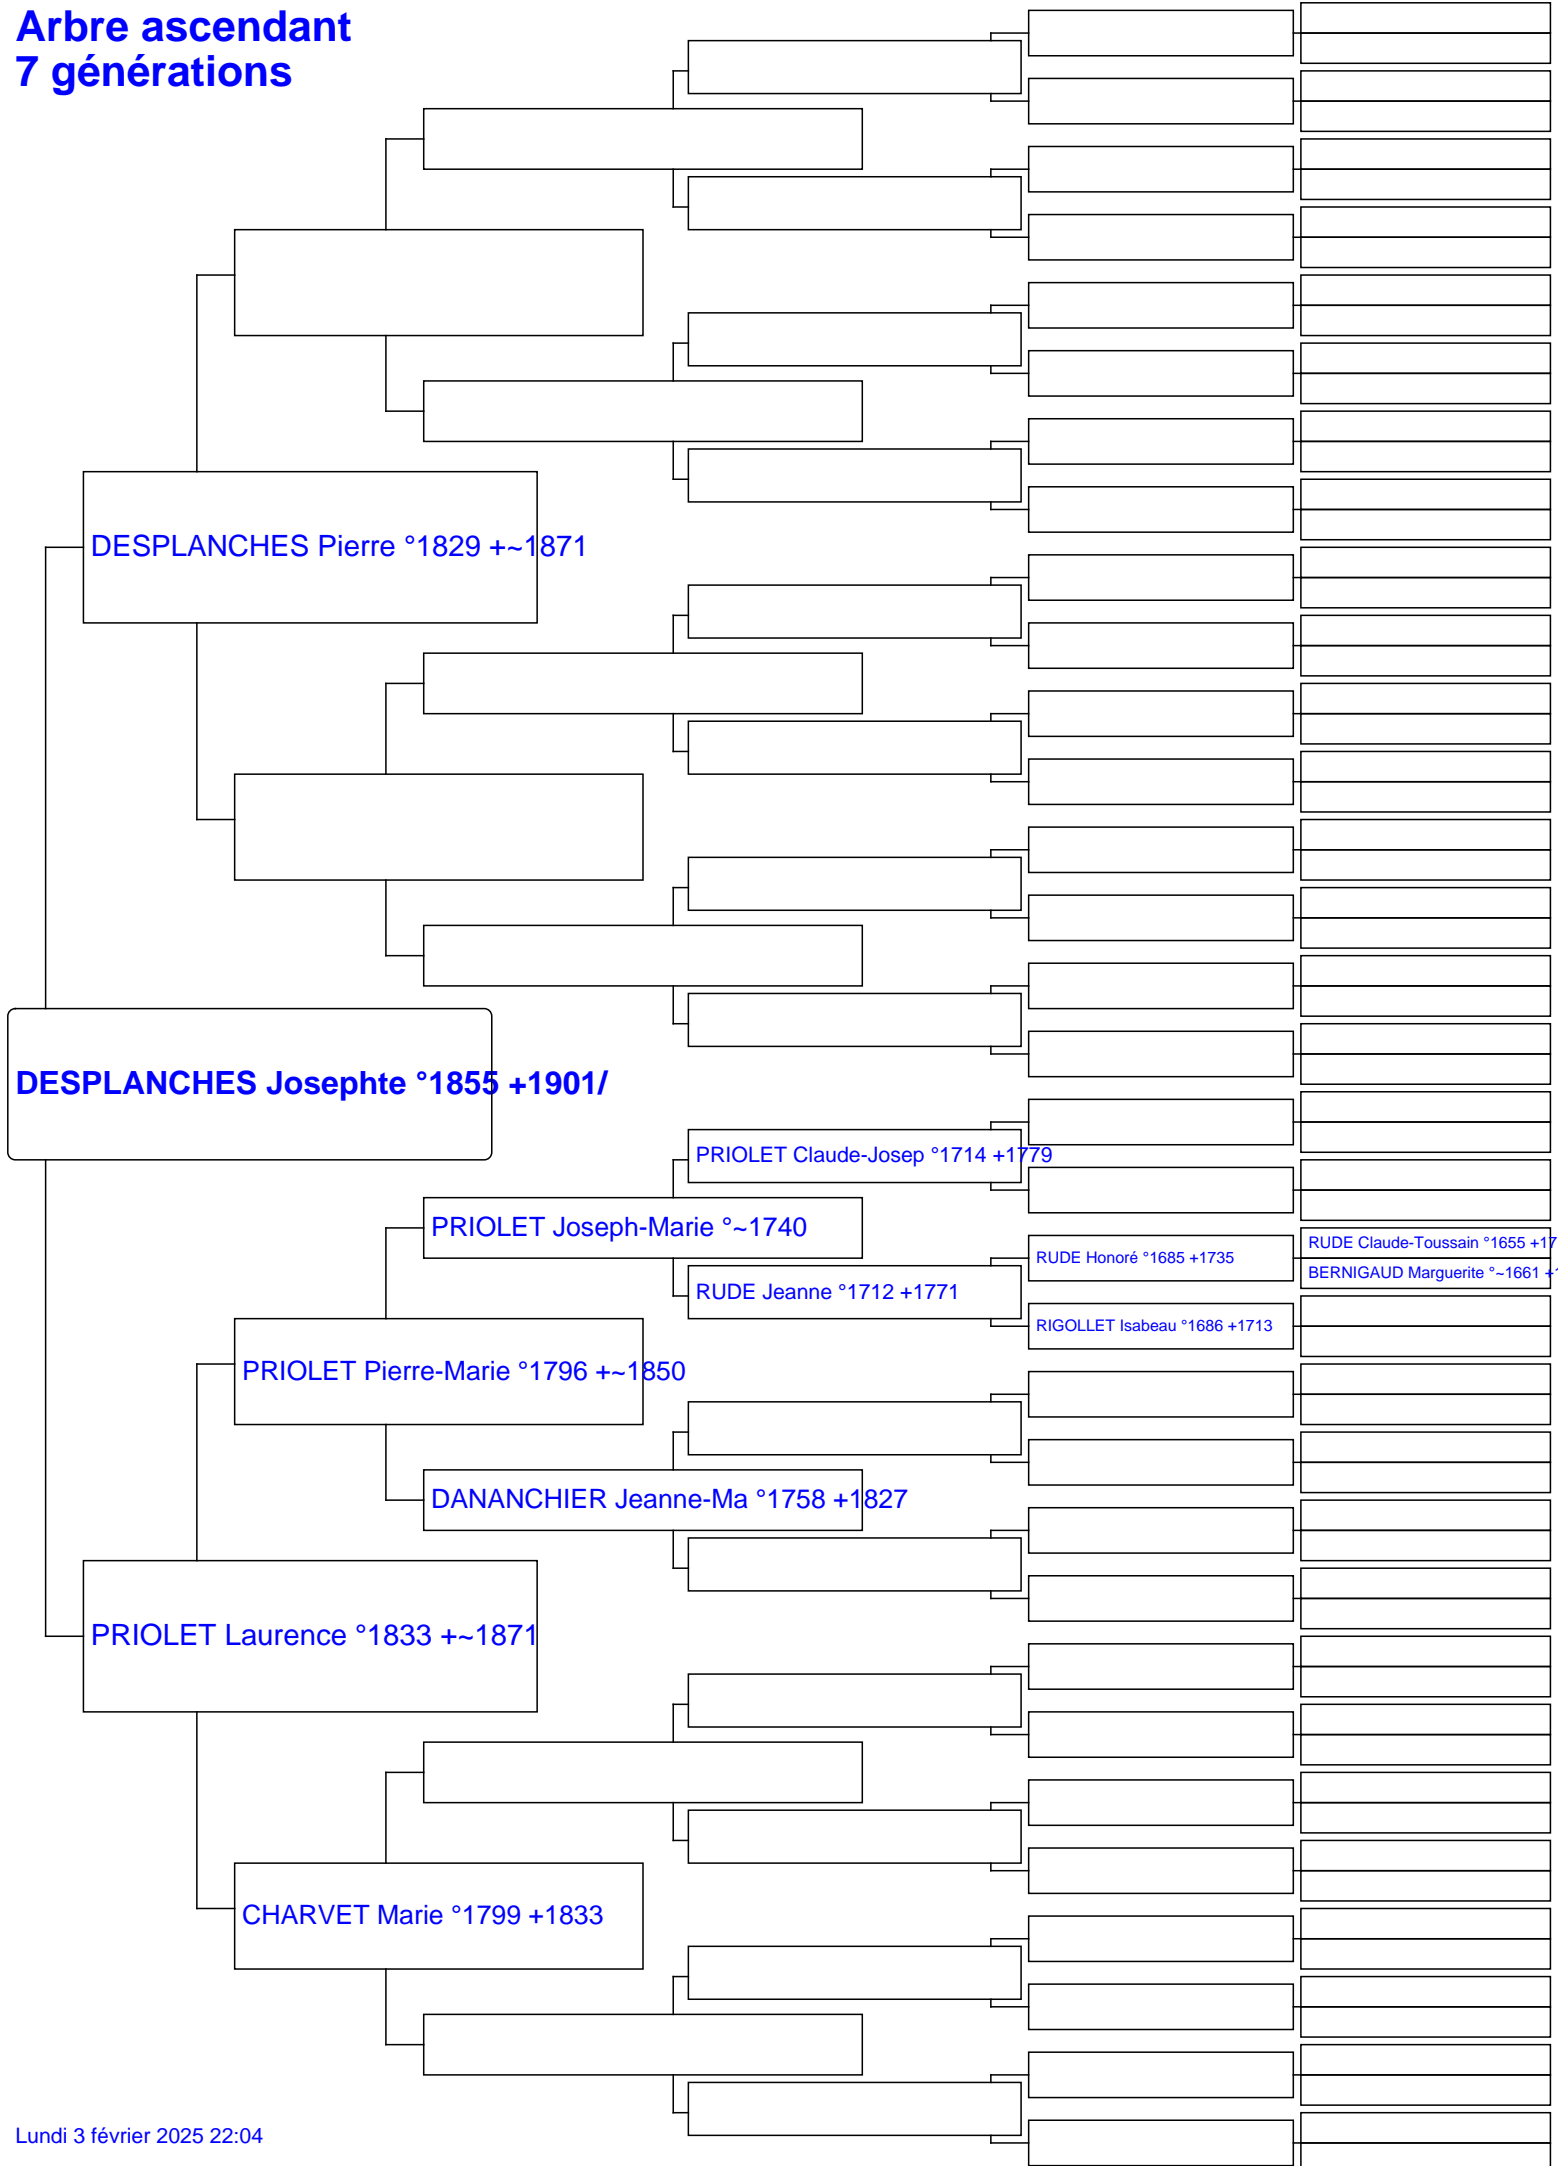 Arbre ascendant
7 générations
DESPLANCHES Pierre °1829 +~1871
DESPLANCHES Josephte °1855 +1901/
PRIOLET Claude-Josep °1714 +1779
PRIOLET Joseph-Marie °~1740
RUDE Claude-Toussain °1655 +17
RUDE Honoré °1685 +1735
BERNIGAUD Marguerite °~1661 +1
RUDE Jeanne °1712 +1771
RIGOLLET Isabeau °1686 +1713
PRIOLET Pierre-Marie °1796 +~1850
DANANCHIER Jeanne-Ma °1758 +1827
PRIOLET Laurence °1833 +~1871
CHARVET Marie °1799 +1833
Lundi 3 février 2025 22:04